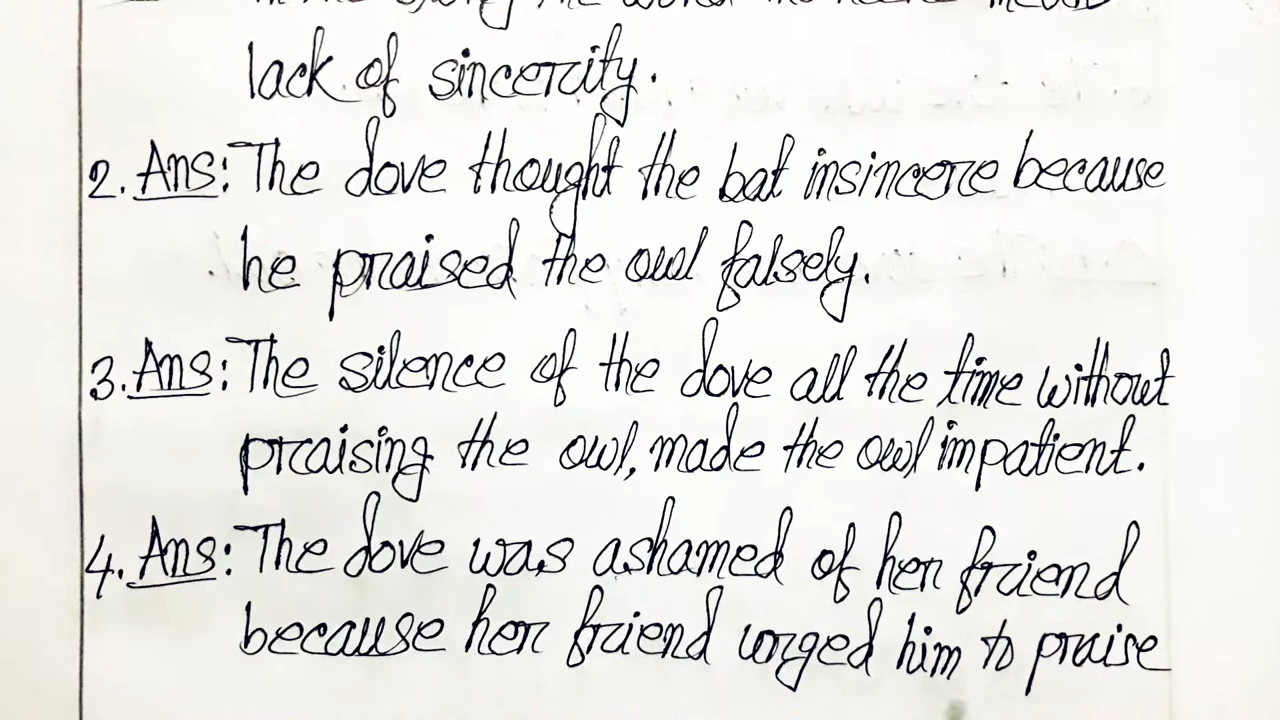 lack of sincerity.
2. Ans: The dove thought the bat insincere because
he praised the owl falsely.
3. Ans: The silence of the dove all the time without
praising the owl, made the owl impatient.
4. Ans: The dove was ashamed of her friend
because her friend urged him to praise